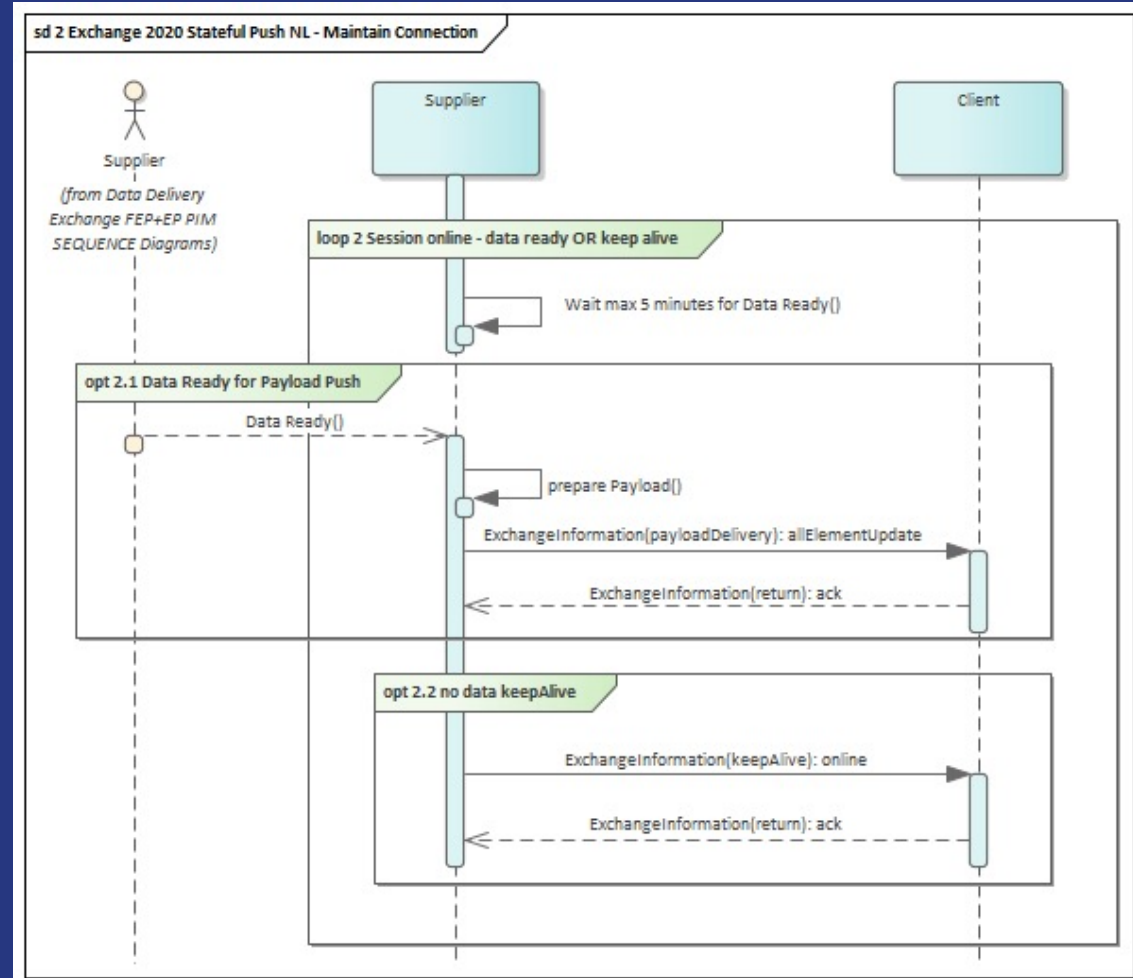 sd 2 Exchange 2020 Stateful Push NL - Maintain Connection
Supplier
Client
Supplier
(from Data Delivery
Exchange FEP+EP PIM
SEQUENCE Diagrams)
loop 2 Session online - data ready OR keep alive
Wait max 5 minutes for Data Ready()
opt 2.1 Data Ready for Payload Push
Data Ready()
prepare Payload()
ExchangeInformation(payloadDelivery): allElementUpdate
ExchangeInformation(return): ack
opt 2.2 no data keepAlive
ExchangeInformation(keepAlive): online
ExchangeInformation(return): ack